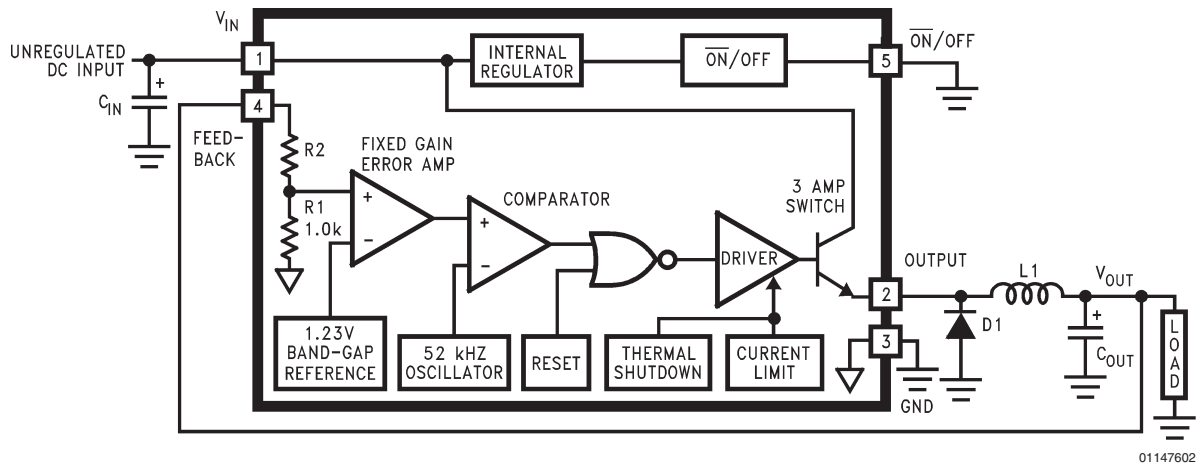 V_IN
UNREGULATED
DC INPUT
+
C_IN
1
INTERNAL
REGULATOR
O̅N̅/OFF
5
O̅N̅/OFF
4
FEED-
BACK
R2
R1
1.0k
FIXED GAIN
ERROR AMP
+
−
COMPARATOR
+
−
DRIVER
3 AMP
SWITCH
OUTPUT
2
L1
V_OUT
D1
+
C_OUT
LOAD
3
GND
1.23V
BAND-GAP
REFERENCE
52 kHZ
OSCILLATOR
RESET
THERMAL
SHUTDOWN
CURRENT
LIMIT
01147602